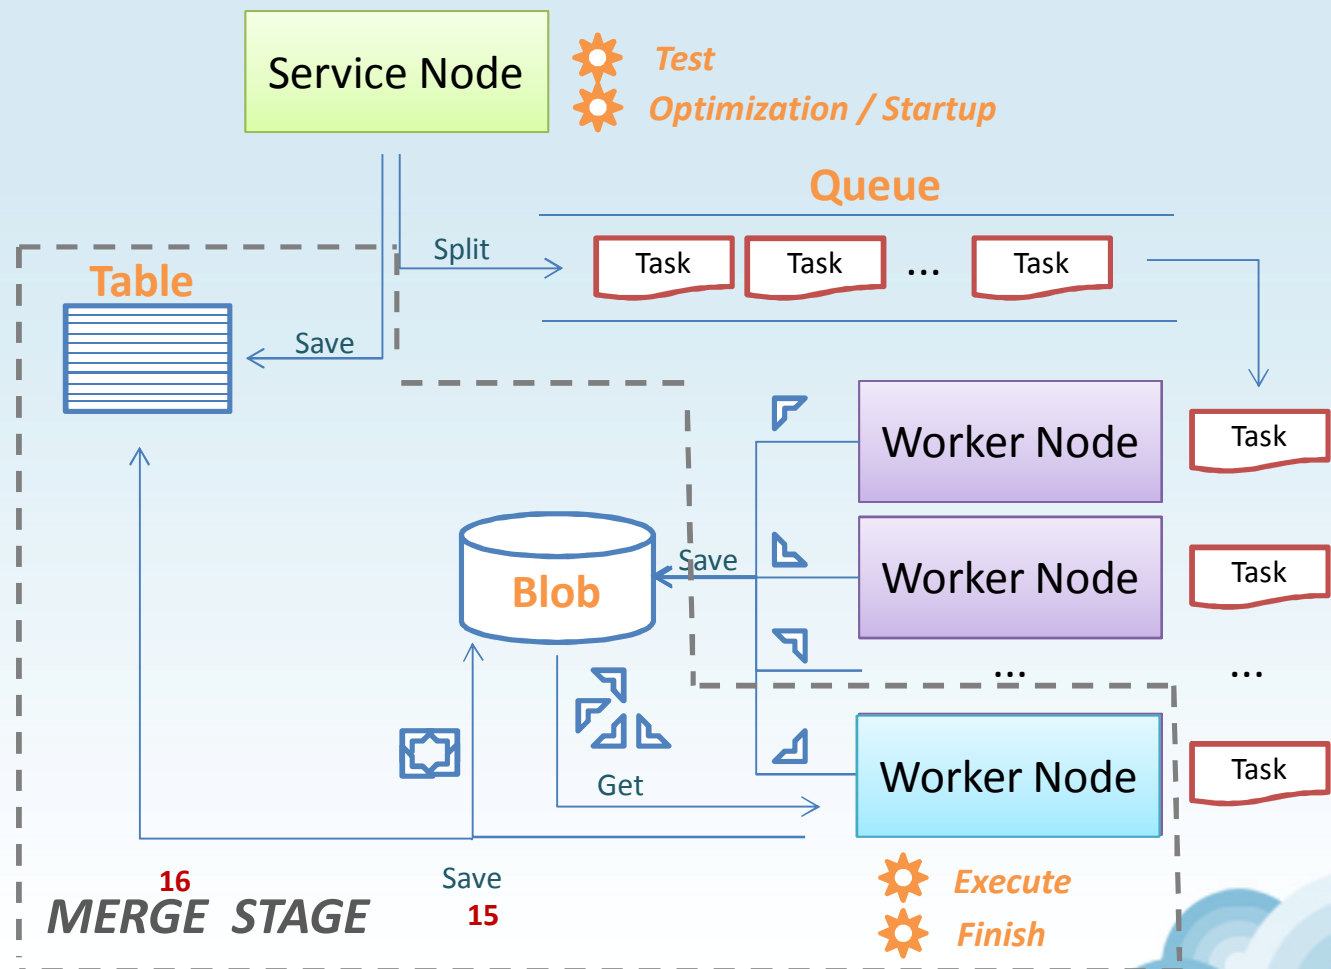 Service Node
Test
Optimization / Startup
Queue
Split
Task
Task
...
Task
Table
Save
Worker Node
Task
Worker Node
Task
Save
Blob
...
...
Worker Node
Task
Get
16
Save
15
MERGE STAGE
Execute
Finish